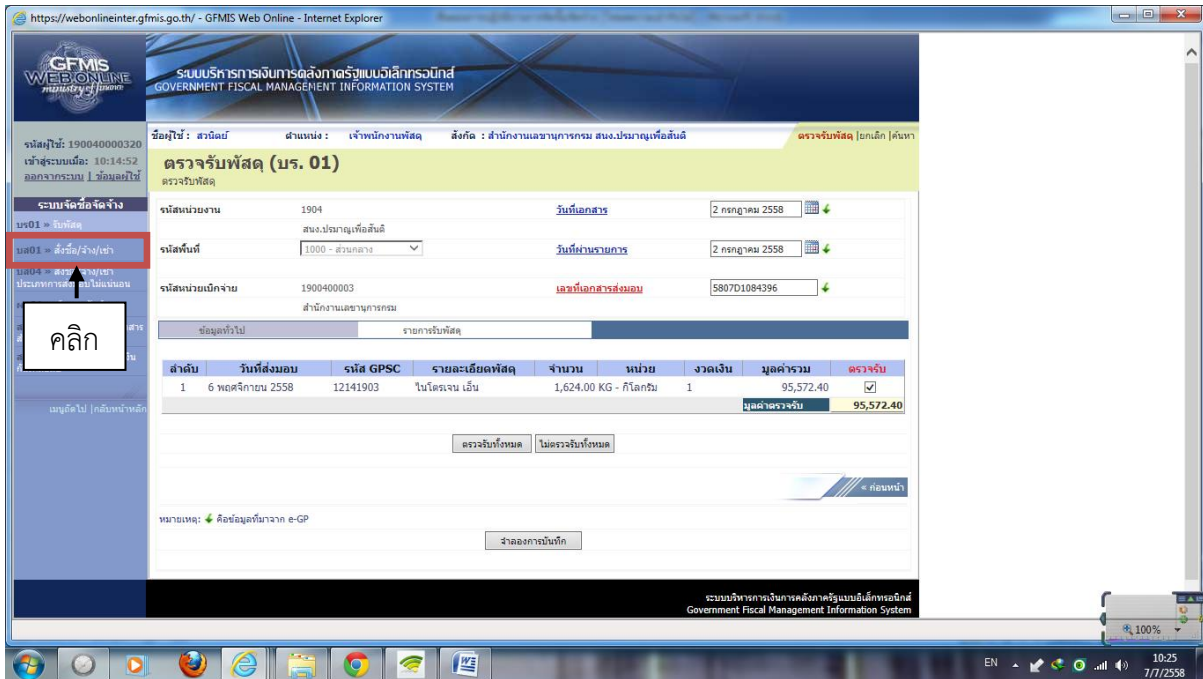 https://webonlineinter.gfmis.go.th/ - GFMIS Web Online - Internet Explorer
GFMIS
WEB ONLINE
ministry of finance
ระบบริหารการเงินการคลังภาครัฐแบบอิเล็กทรอนิกส์
GOVERNMENT FISCAL MANAGEMENT INFORMATION SYSTEM
รหัสผู้ใช้: 190040000320
เข้าสู่ระบบเมื่อ: 10:14:52
ออกจากระบบ | ข้อมูลผู้ใช้
ชื่อผู้ใช้ : สวนิตย์ ตำแหน่ง : เจ้าพนักงานพัสดุ สังกัด : สำนักงานเลขานุการกรม สนง.ปรมาณูเพื่อสันติ
ตรวจรับพัสดุ |ยกเลิก |ค้นหา
ตรวจรับพัสดุ (บร. 01)
ตรวจรับพัสดุ
ระบบจัดซื้อจัดจ้าง
บร01 » รับพัสดุ
บส01 » สั่งซื้อ/จ้าง/เช่า
บส04 » สั่งซื้อ/จ้าง/เช่า
ประเภทการส่งมอบไม่แน่นอน
คลิก
เมนูถัดไป |กลับหน้าหลัก
รหัสหน่วยงาน 1904 วันที่เอกสาร 2 กรกฎาคม 2558
สนง.ปรมาณูเพื่อสันติ
รหัสพื้นที่ 1000 - ส่วนกลาง วันที่ผ่านรายการ 2 กรกฎาคม 2558
รหัสหน่วยเบิกจ่าย 1900400003 เลขที่เอกสารส่งมอบ 5807D1084396
สำนักงานเลขานุการกรม
ข้อมูลทั่วไป รายการรับพัสดุ
ลำดับ วันที่ส่งมอบ รหัส GPSC รายละเอียดพัสดุ จำนวน หน่วย งวดเงิน มูลค่ารวม ตรวจรับ
1 6 พฤศจิกายน 2558 12141903 ไนโตรเจน เอ็น 1,624.00 KG - กิโลกรัม 1 95,572.40
มูลค่าตรวจรับ 95,572.40
ตรวจรับทั้งหมด ไม่ตรวจรับทั้งหมด
« ก่อนหน้า
หมายเหตุ: คือข้อมูลที่มาจาก e-GP
จำลองการบันทึก
ระบบบริหารการเงินการคลังภาครัฐแบบอิเล็กทรอนิกส์
Government Fiscal Management Information System
100%
EN
10:25
7/7/2558